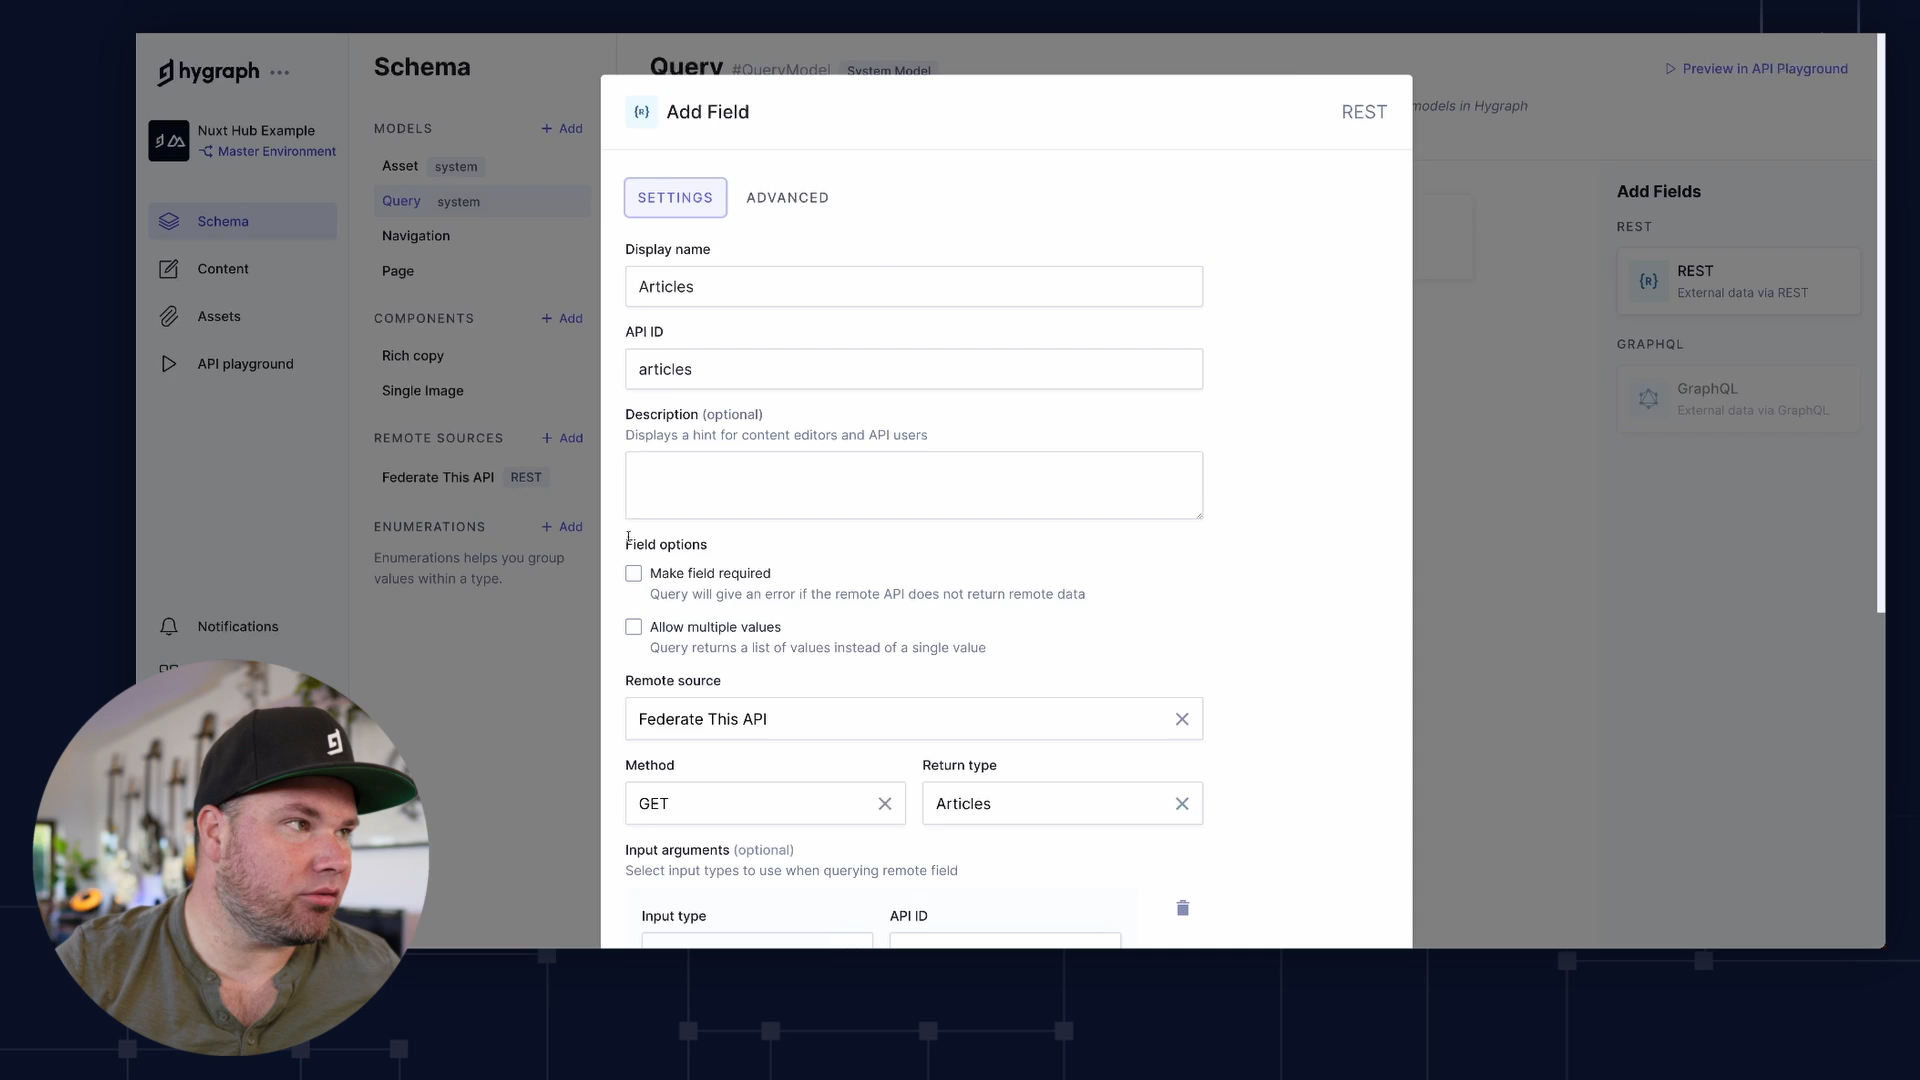 hygraph
Nuxt Hub Example
Master Environment
Schema
Content
Assets
API playground
Notifications
Schema
MODELS
+ Add
Asset system
Query system
Navigation
Page
COMPONENTS
+ Add
Rich copy
Single Image
REMOTE SOURCES
+ Add
Federate This API REST
ENUMERATIONS
+ Add
Enumerations helps you group
values within a type.
Query #QueryModel System Model
Preview in API Playground
models in Hygraph
{R} Add Field
REST
SETTINGS
ADVANCED
Display name
Articles
API ID
articles
Description (optional)
Displays a hint for content editors and API users
Field options
Make field required
Query will give an error if the remote API does not return remote data
Allow multiple values
Query returns a list of values instead of a single value
Remote source
Federate This API
Method
Return type
GET
Articles
Input arguments (optional)
Select input types to use when querying remote field
Input type
API ID
Add Fields
REST
{R}
REST
External data via REST
GRAPHQL
GraphQL
External data via GraphQL